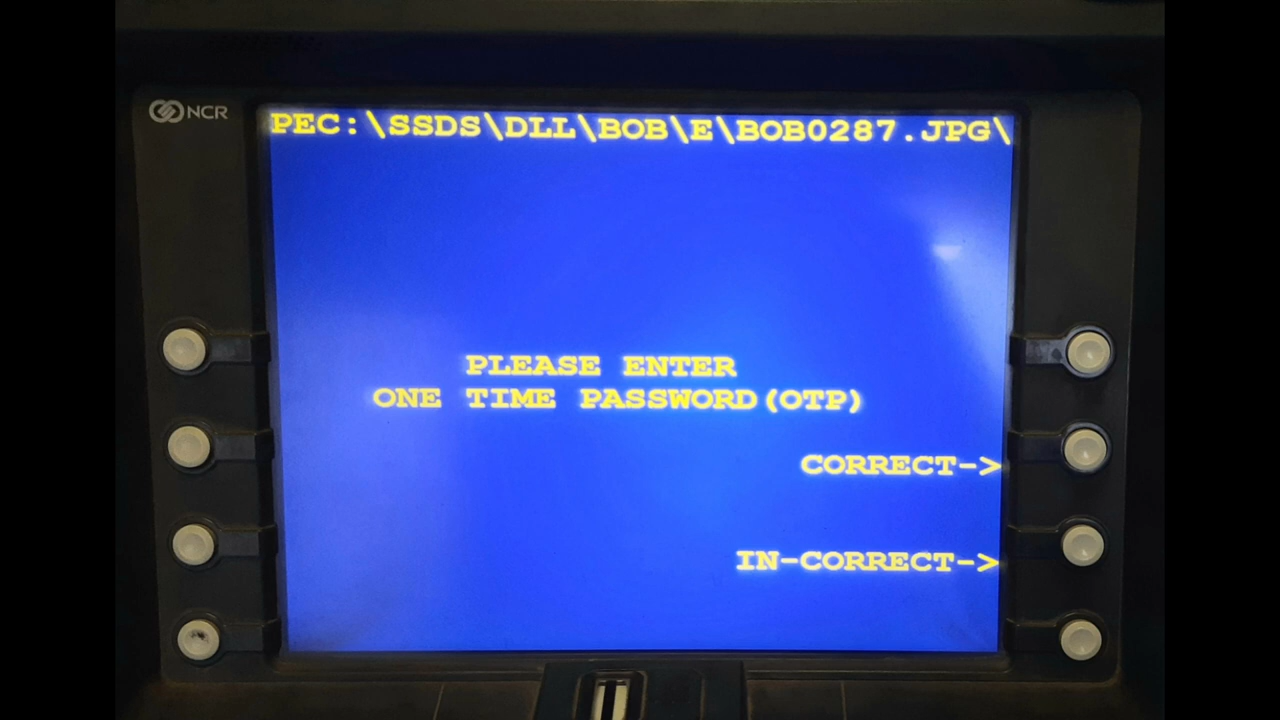 NCR
PEC:\SSDS\DLL\BOB\E\BOB0287.JPG\
PLEASE ENTER
ONE TIME PASSWORD(OTP)
CORRECT->
IN-CORRECT->